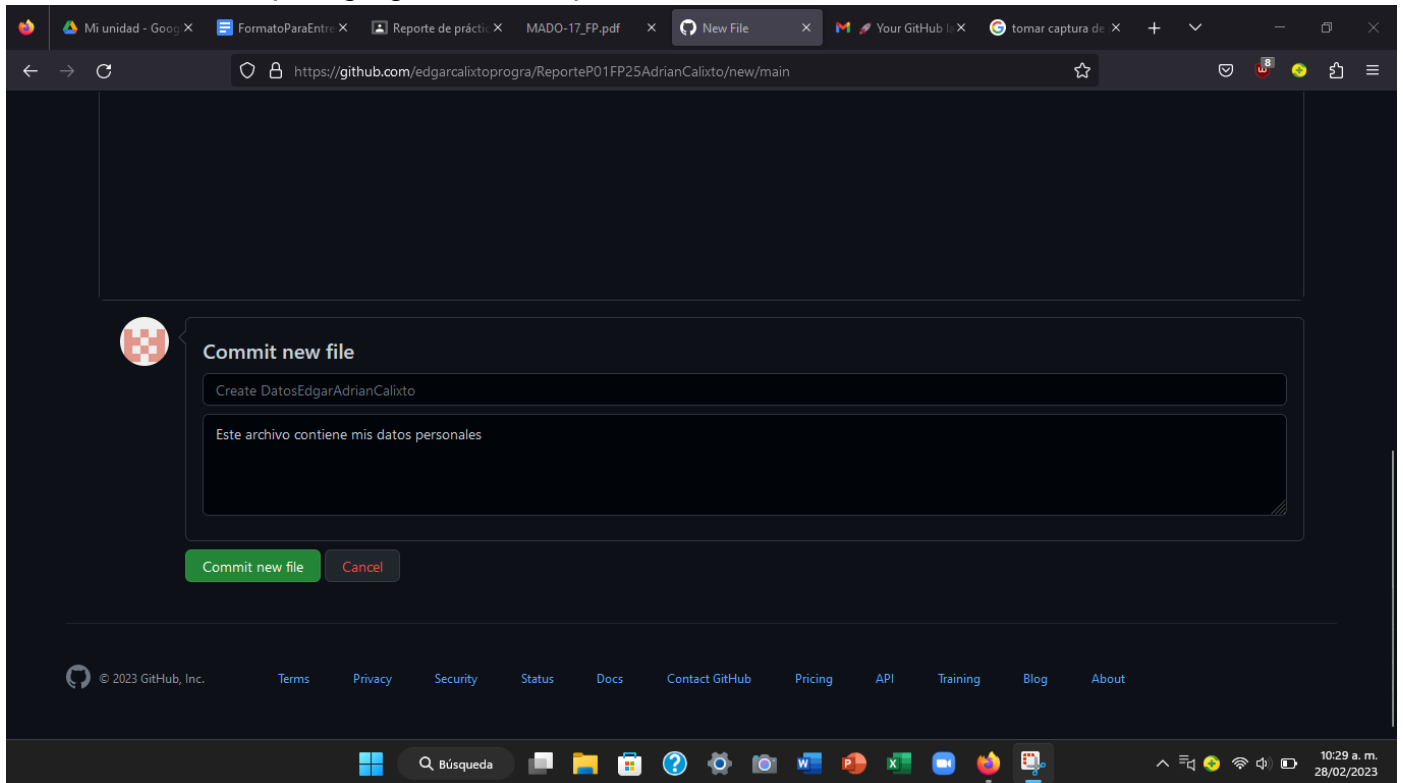 Mi unidad - Goog
FormatoParaEntre
Reporte de práctic
MADO-17_FP.pdf
New File
Your GitHub la
tomar captura de
https://github.com/edgarcalixtoprogra/ReporteP01FP25AdrianCalixto/new/main
8
Commit new file
Create DatosEdgarAdrianCalixto
Este archivo contiene mis datos personales
Commit new file
Cancel
© 2023 GitHub, Inc.
Terms
Privacy
Security
Status
Docs
Contact GitHub
Pricing
API
Training
Blog
About
Búsqueda
10:29 a. m.
28/02/2023